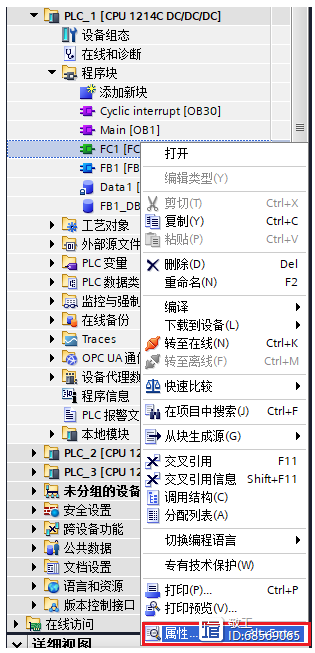 PLC_1 [CPU 1214C DC/DC/DC]
设备组态
在线和诊断
程序块
添加新块
Cyclic interrupt [OB30]
Main [OB1]
FC1 [FC
FB1 [FB
Data1 [D
FB1_DB
工艺对象
外部源文件
PLC 变量
PLC 数据类
监控与强制
在线备份
Traces
OPC UA 通信
设备代理数
程序信息
PLC 报警文
本地模块
PLC_2 [CPU 12
PLC_3 [CPU 12
未分组的设备
安全设置
跨设备功能
公共数据
文档设置
语言和资源
版本控制接口
在线访问
详细视图
打开
编辑类型(Y)
剪切(T) Ctrl+X
复制(Y) Ctrl+C
粘贴(P) Ctrl+V
删除(D) Del
重命名(N) F2
编译
下载到设备(L)
转至在线(N) Ctrl+K
转至离线(F) Ctrl+M
快速比较
在项目中搜索(J) Ctrl+F
从块生成源(G)
交叉引用 F11
交叉引用信息 Shift+F11
调用结构(C)
分配列表(A)
切换编程语言
专有技术保护(W)
打印(P)... Ctrl+P
打印预览(V)...
属性...
ID:68569065